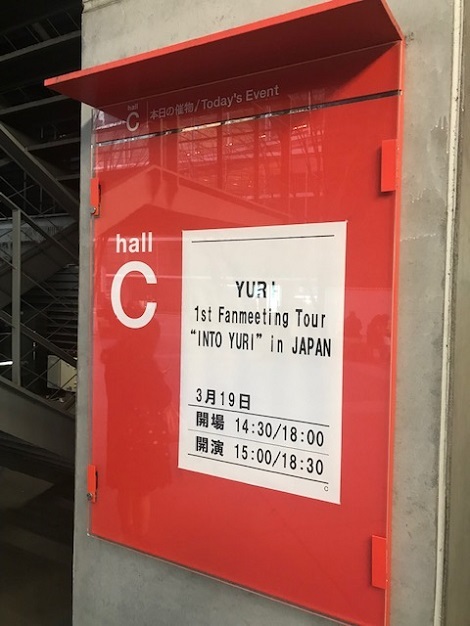 hall
C 本日の催物/Today's Event
hall
C
YURI
1st Fanmeeting Tour
“INTO YURI” in JAPAN
3月19日
開場 14:30/18:00
開演 15:00/18:30
C